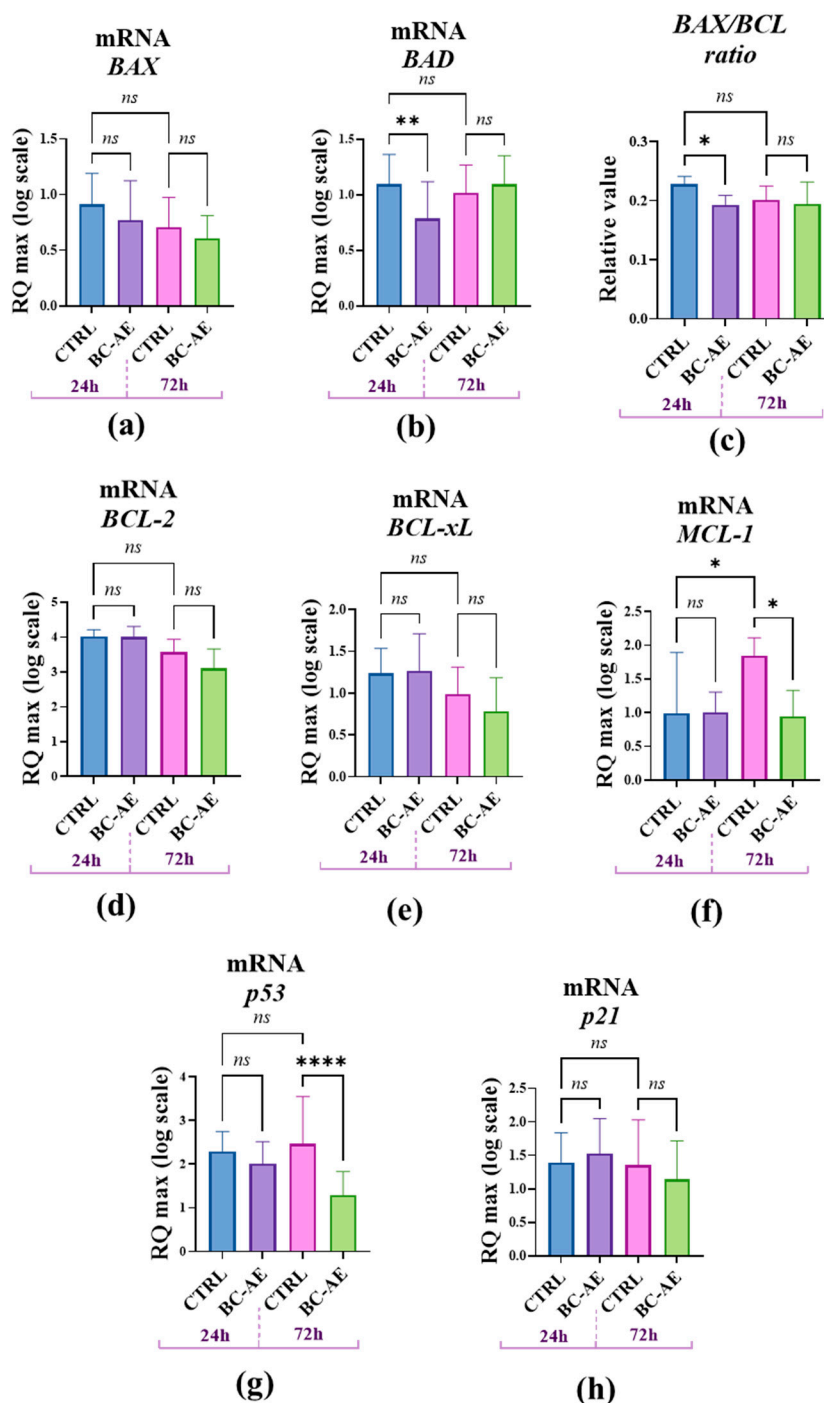 mRNA
BAX
ns
ns
ns
RQ max (log scale)
1.5
1.0
0.5
0.0
CTRL
BC-AE
CTRL
BC-AE
24h
72h
(a)
mRNA
BAD
ns
**
ns
RQ max (log scale)
1.5
1.0
0.5
0.0
CTRL
BC-AE
CTRL
BC-AE
24h
72h
(b)
BAX/BCL
ratio
ns
*
ns
Relative value
0.3
0.2
0.1
0.0
CTRL
BC-AE
CTRL
BC-AE
24h
72h
(c)
mRNA
BCL-2
ns
ns
ns
RQ max (log scale)
5
4
3
2
1
0
CTRL
BC-AE
CTRL
BC-AE
24h
72h
(d)
mRNA
BCL-xL
ns
ns
ns
RQ max (log scale)
2.0
1.5
1.0
0.5
0.0
CTRL
BC-AE
CTRL
BC-AE
24h
72h
(e)
mRNA
MCL-1
*
ns
*
RQ max (log scale)
2.5
2.0
1.5
1.0
0.5
0.0
CTRL
BC-AE
CTRL
BC-AE
24h
72h
(f)
mRNA
p53
ns
ns
****
RQ max (log scale)
4
3
2
1
0
CTRL
BC-AE
CTRL
BC-AE
24h
72h
(g)
mRNA
p21
ns
ns
ns
RQ max (log scale)
2.5
2.0
1.5
1.0
0.5
0.0
CTRL
BC-AE
CTRL
BC-AE
24h
72h
(h)